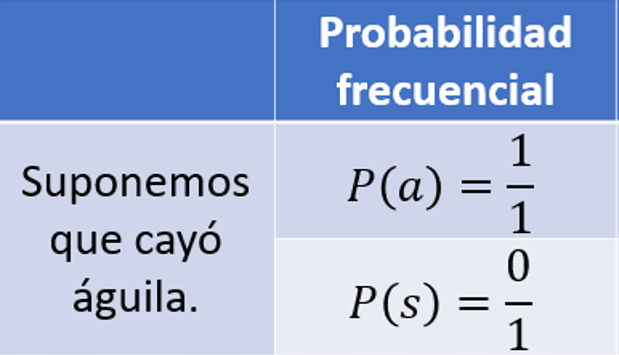 Probabilidad
frecuencial
Suponemos
que cayó
águila.
P(a) = 1/1
P(s) = 0/1